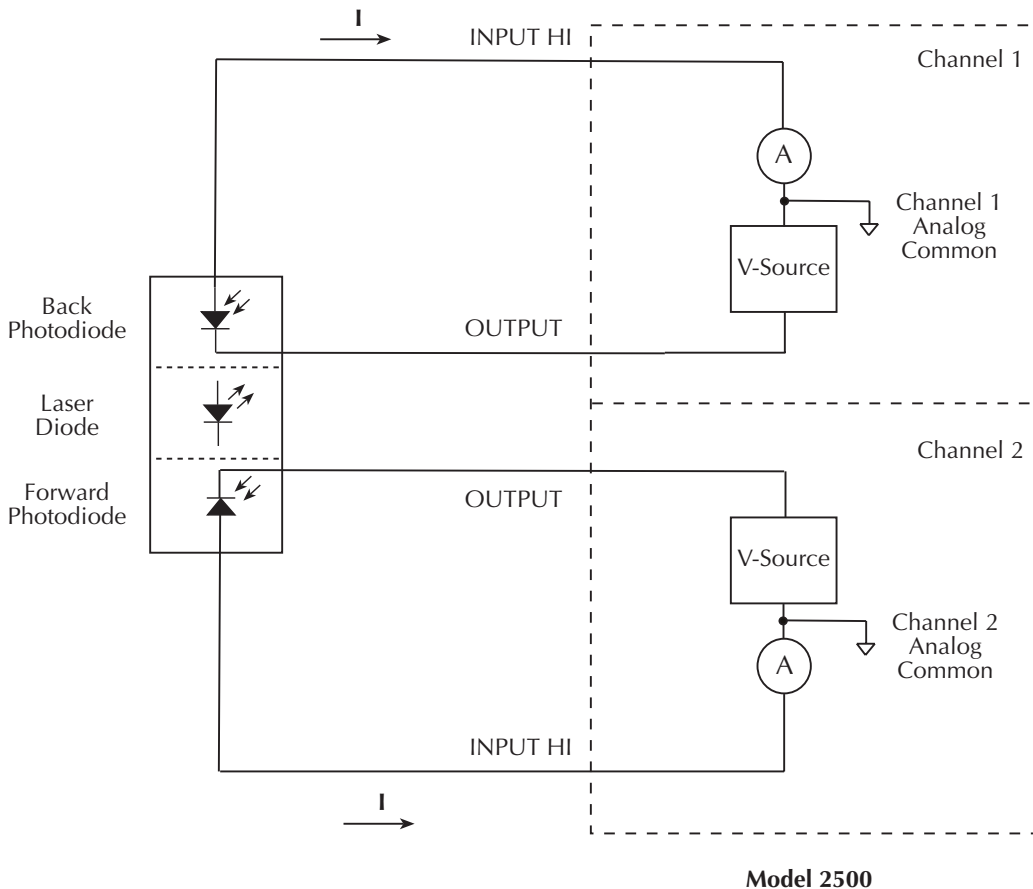 I
INPUT HI
Channel 1
A
Channel 1
Analog
Common
V-Source
Back
Photodiode
OUTPUT
Laser
Diode
Channel 2
Forward
Photodiode
OUTPUT
V-Source
Channel 2
Analog
Common
A
INPUT HI
I
Model 2500